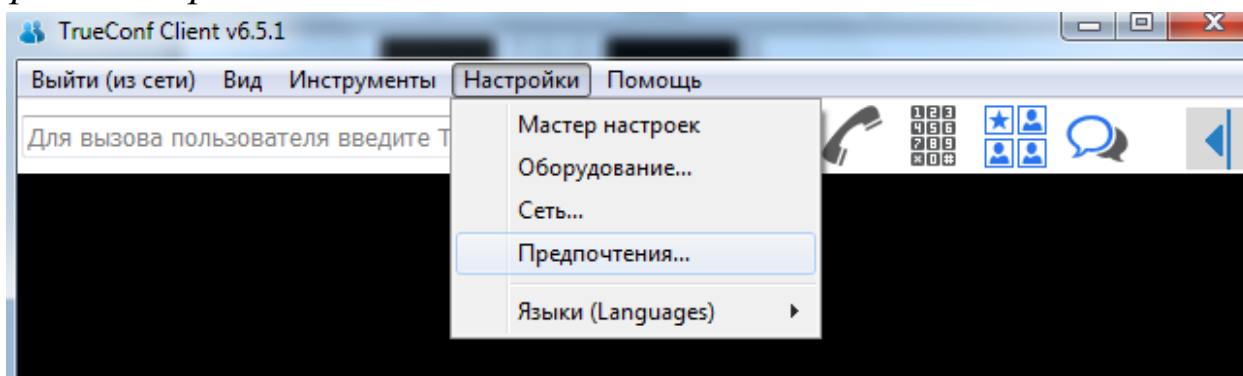 TrueConf Client v6.5.1
Выйти (из сети) Вид Инструменты Настройки Помощь
Для вызова пользователя введите
Мастер настроек
Оборудование...
Сеть...
Предпочтения...
Языки (Languages)